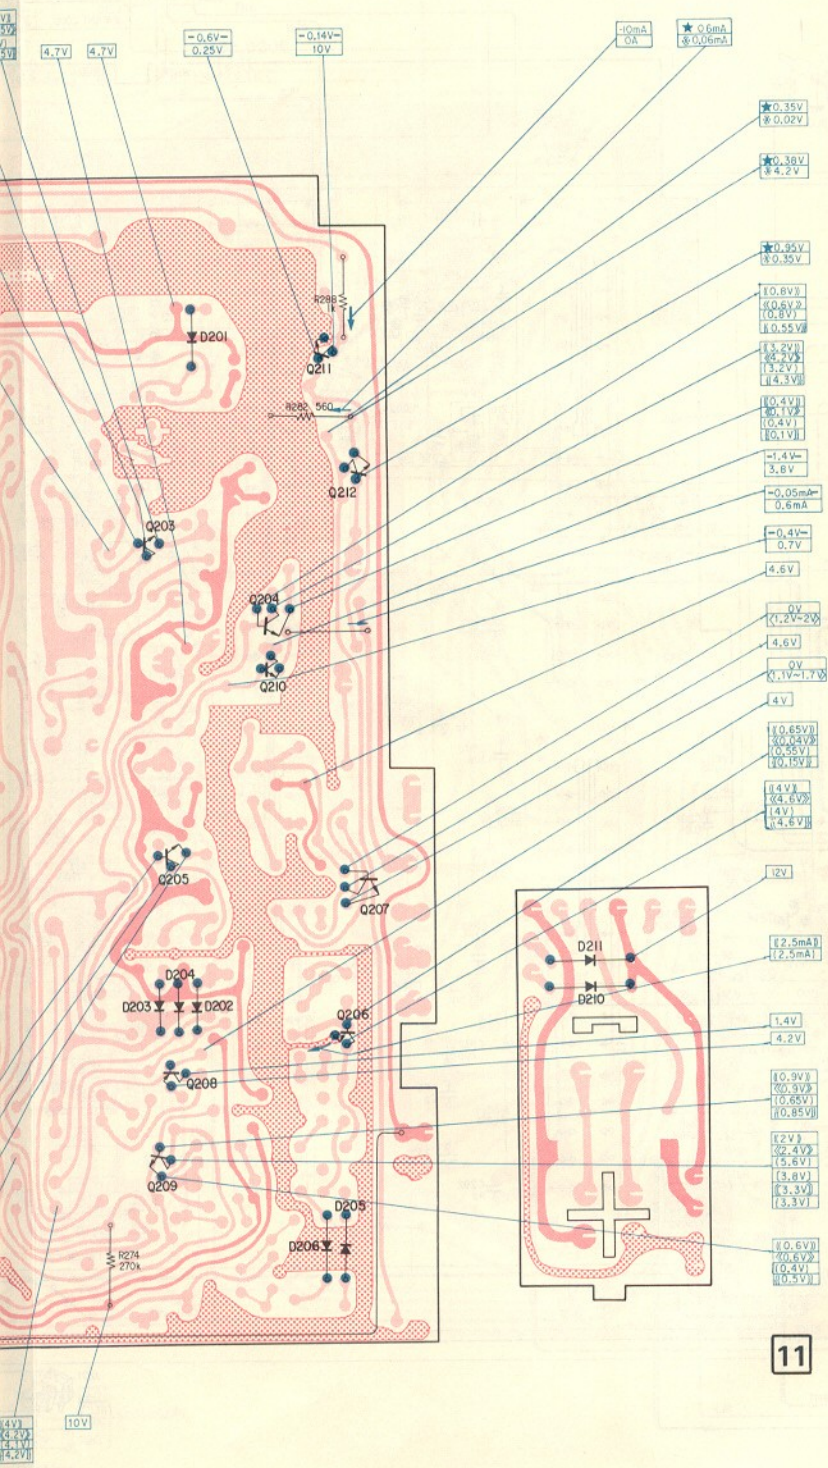 4.7V
4.7V
-0.6V-
0.25V
-0.14V-
10V
-10mA
0A
★ 0.6mA
※0.06mA
★0.35V
※0.02V
★0.38V
※4.2V
★0.95V
※0.35V
R288
D201
Q211
R282 560
Q212
Q203
Q204
Q210
⟪0.8V⟫
⟪0.6V⟫
(0.8V)
⟦0.55V⟧
⟦3.2V⟧
⟪4.2V⟫
(3.2V)
⟦4.3V⟧
⟦0.4V⟧
⟪0.1V⟫
(0.4V)
⟦0.1V⟧
-1.4V-
3.8V
-0.05mA-
0.6mA
-0.4V-
0.7V
4.6V
0V
⟨1.2V~2V⟩
4.6V
0V
⟨1.1V~1.7V⟩
4V
⟦0.65V⟧
⟪0.04V⟫
(0.55V)
⟦0.15V⟧
⟦4V⟧
⟪4.6V⟫
(4V)
⟦4.6V⟧
12V
⟦2.5mA⟧
(2.5mA)
1.4V
4.2V
⟦0.9V⟧
⟪0.9V⟫
(0.65V)
⟦0.85V⟧
⟦2V⟧
⟪2.4V⟫
(5.6V)
(3.8V)
⟦3.3V⟧
(3.3V)
⟦0.6V⟧
⟪0.6V⟫
(0.4V)
⟦0.5V⟧
Q205
Q207
D211
D210
D204
D203
D202
Q206
Q208
Q209
D205
D206
R274
270k
10V
(4V)
4.2V
4.1V
4.2V
11